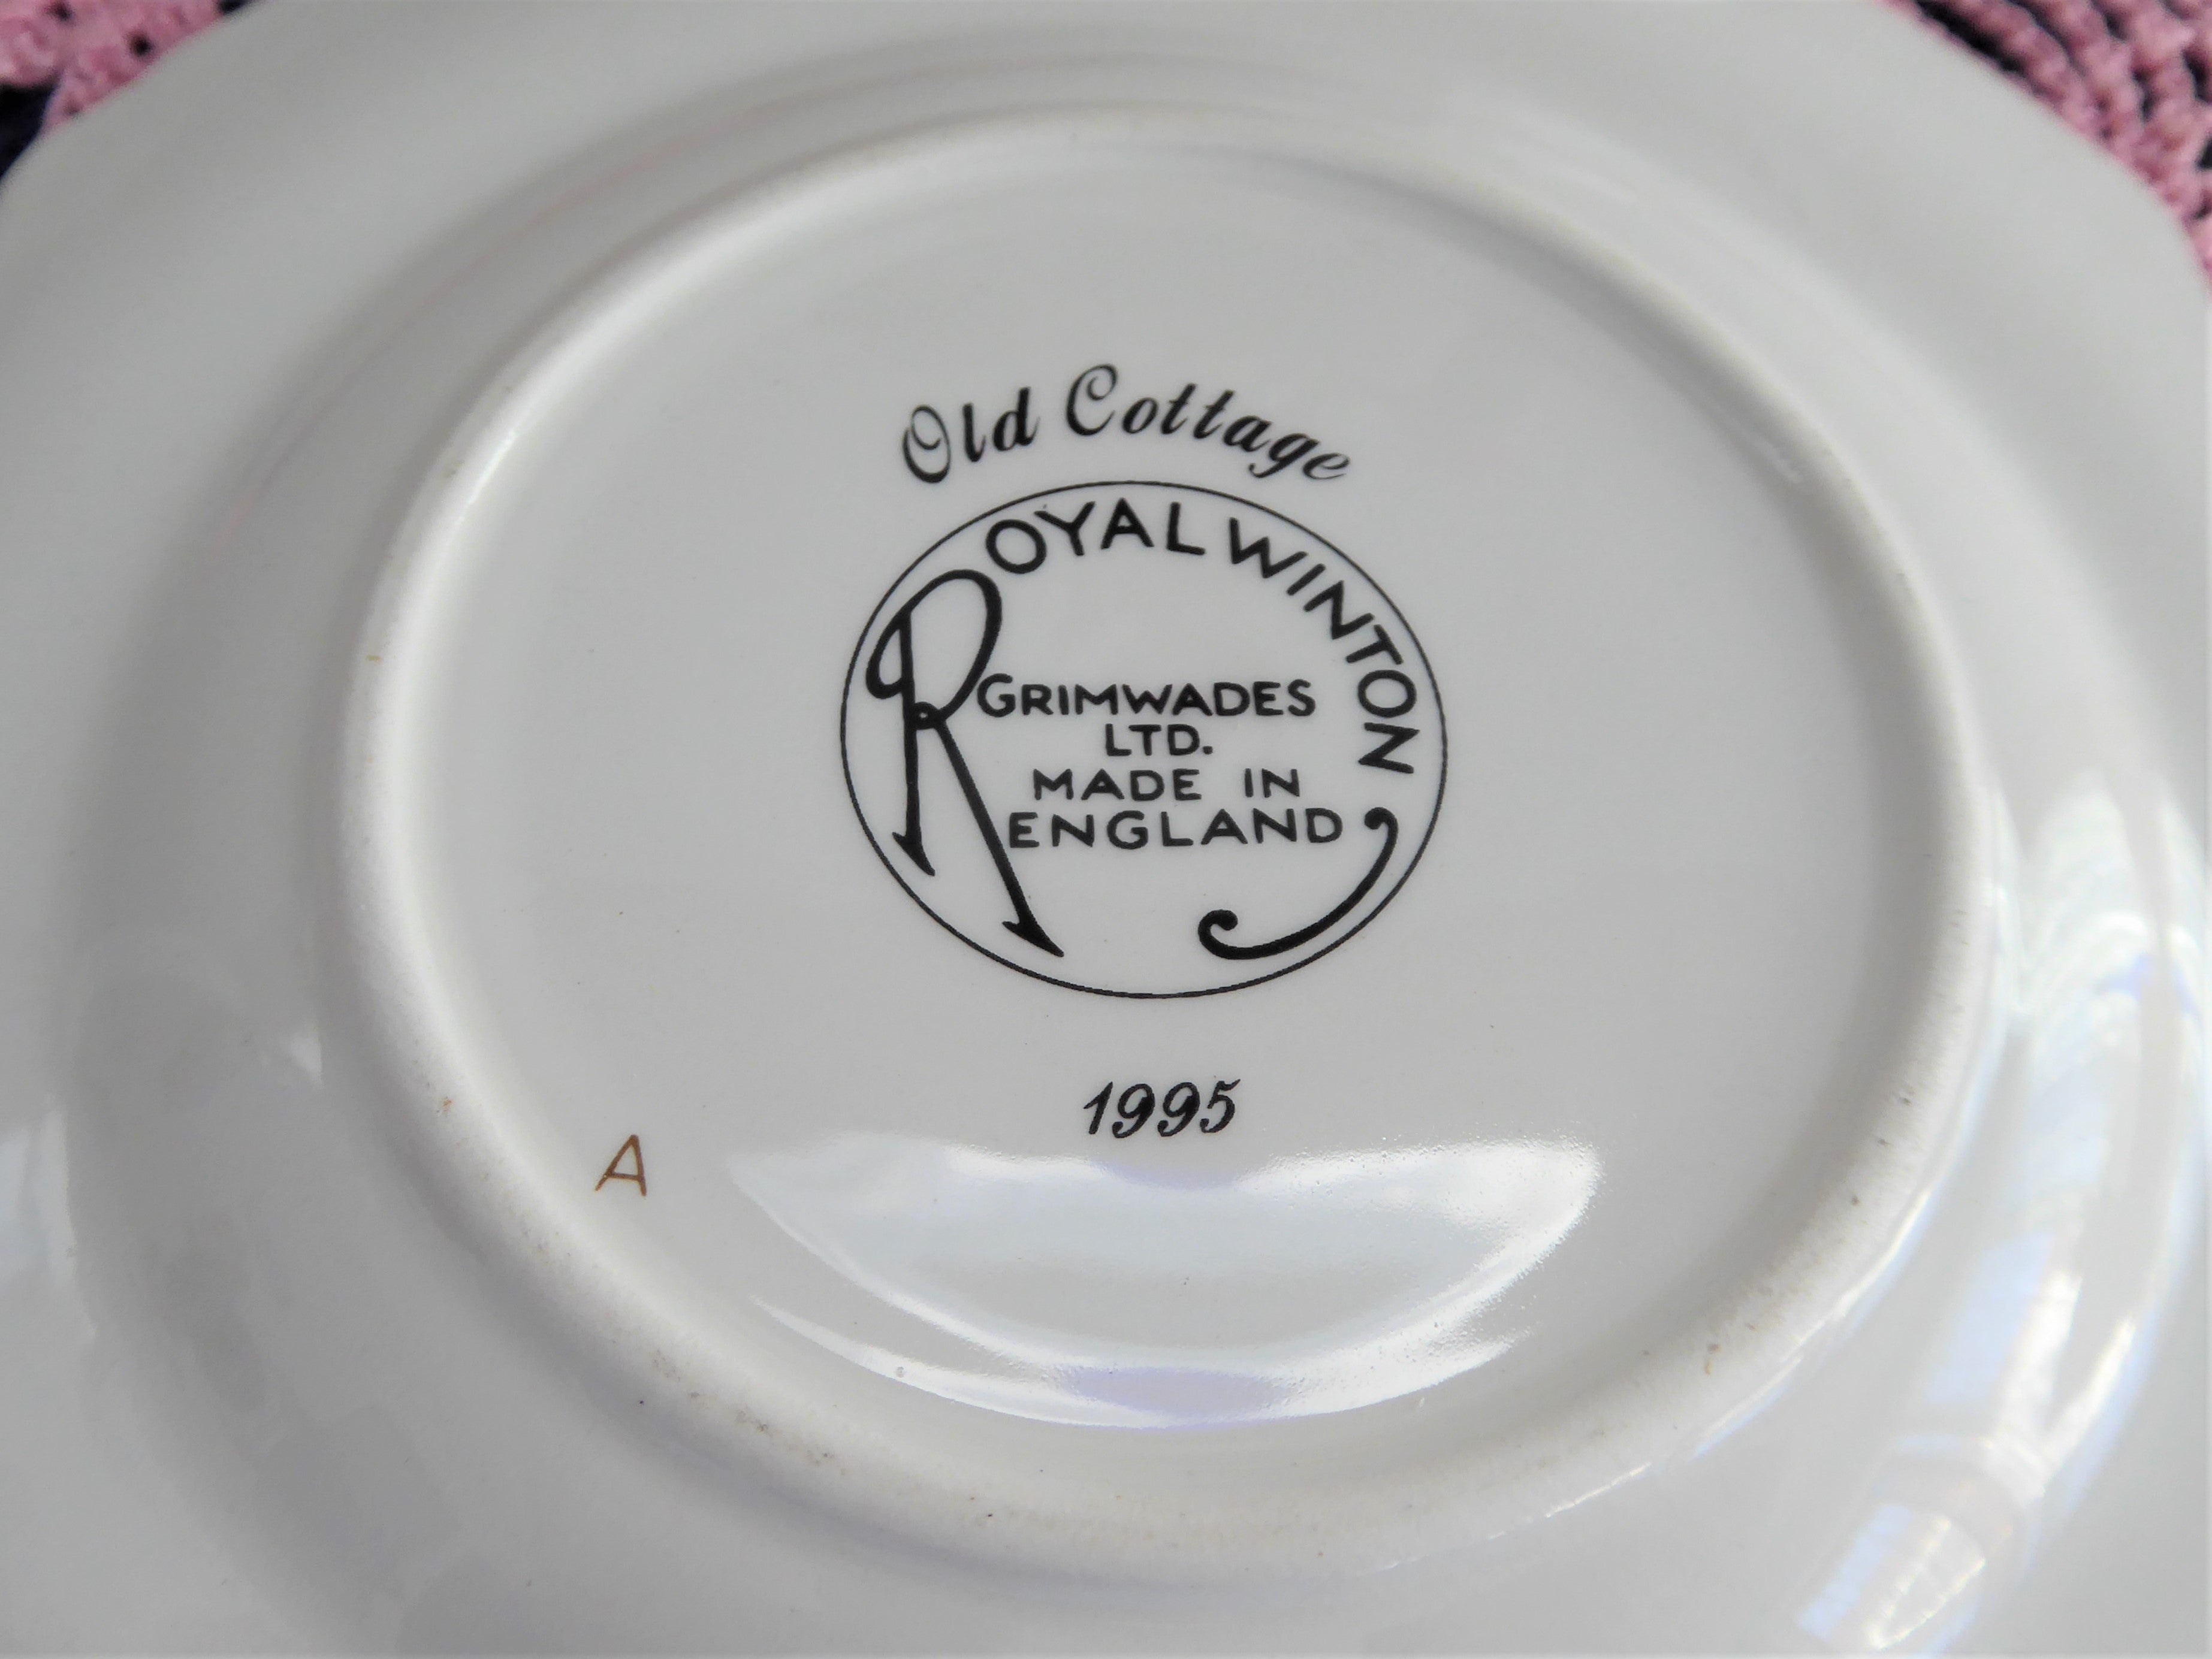 Old Cottage
ROYAL WINTON
GRIMWADES
LTD.
MADE IN
ENGLAND
1995
A